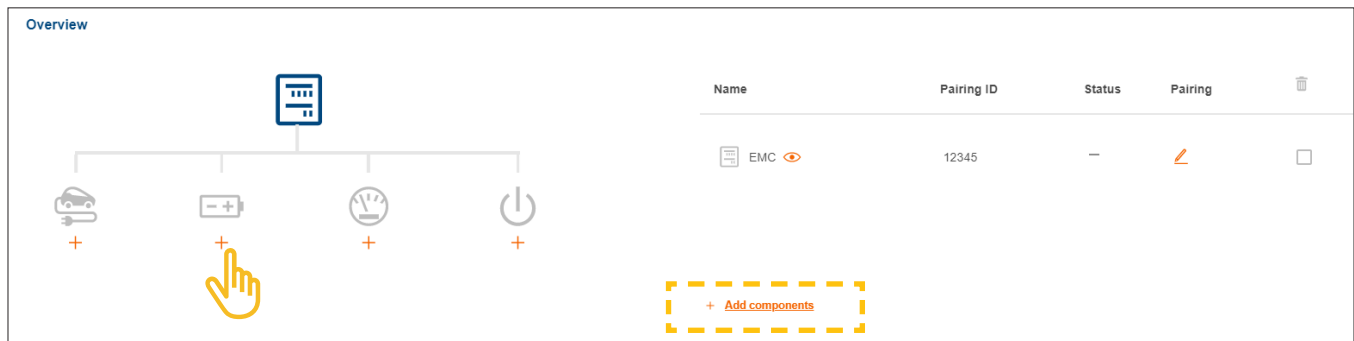 Overview
Name Pairing ID Status Pairing
EMC 12345 —
+ Add components